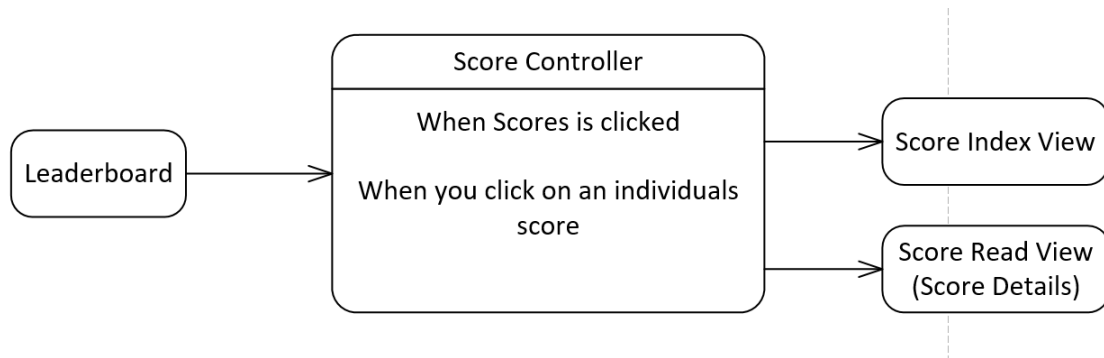 Score Controller
When Scores is clicked
When you click on an individuals
score
Leaderboard
Score Index View
Score Read View
(Score Details)